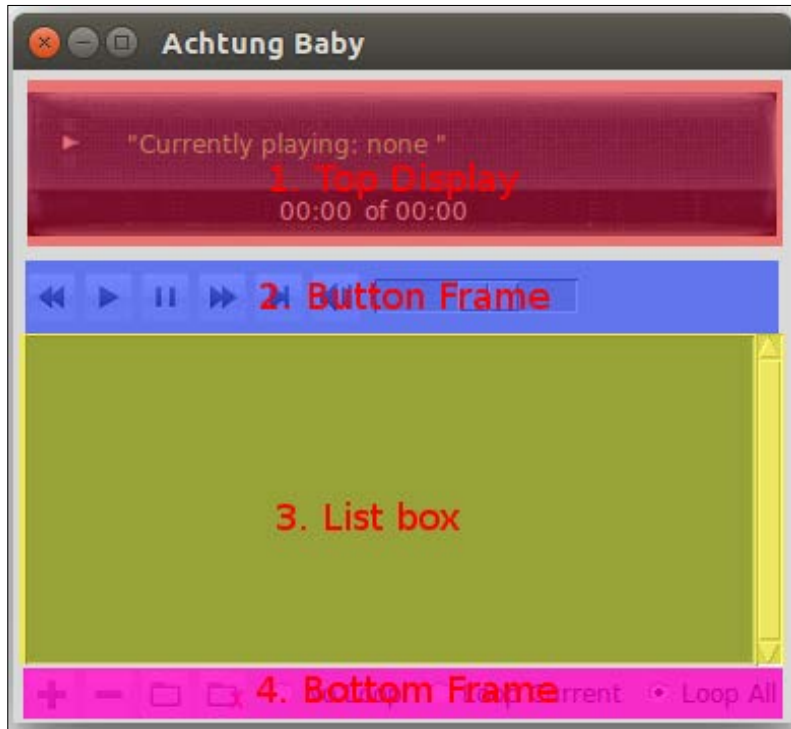 Achtung Baby
"Currently playing: none "
1. Top Display
00:00 of 00:00
2. Button Frame
3. List box
4. Bottom Frame
Loop All